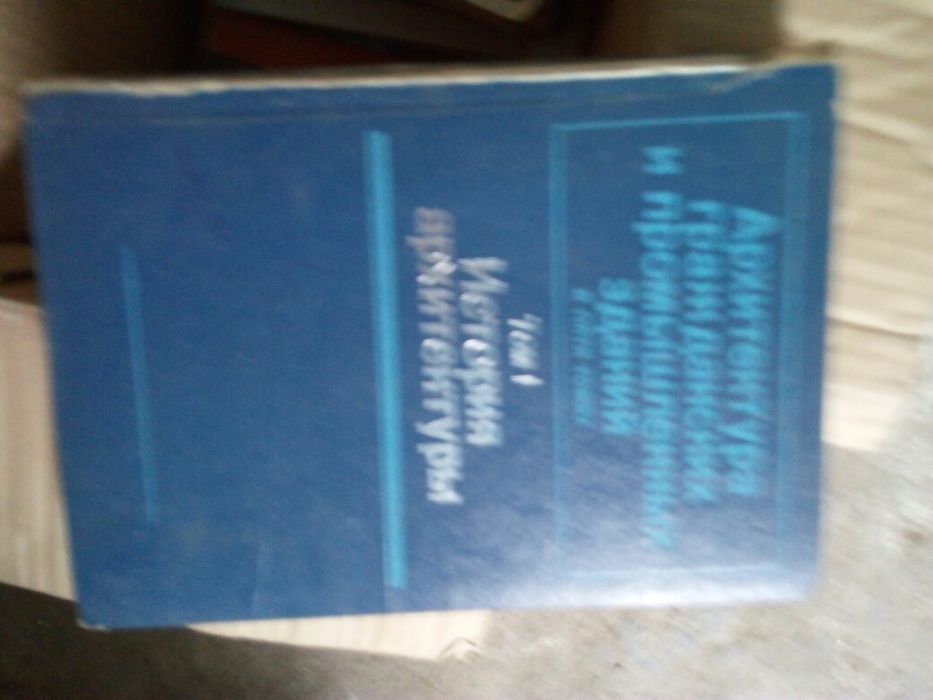 Архитектура
гражданских
и промышленных
зданий
Том I
История
архитектуры